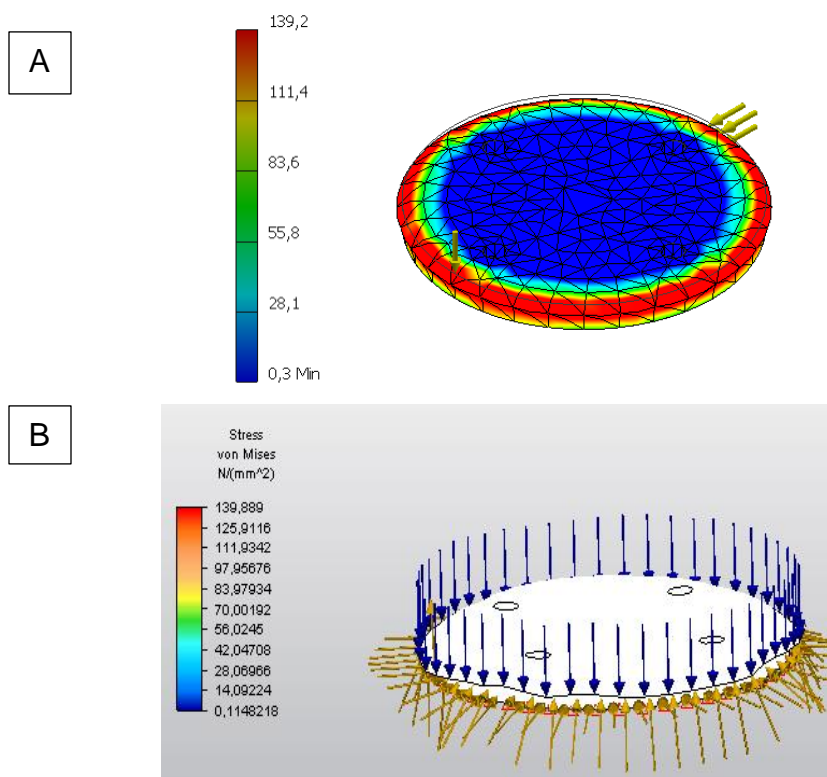 A
139,2
111,4
83,6
55,8
28,1
0,3 Min
B
Stress
von Mises
N/(mm^2)
139,889
125,9116
111,9342
97,95676
83,97934
70,00192
56,0245
42,04708
28,06966
14,09224
0,1148218